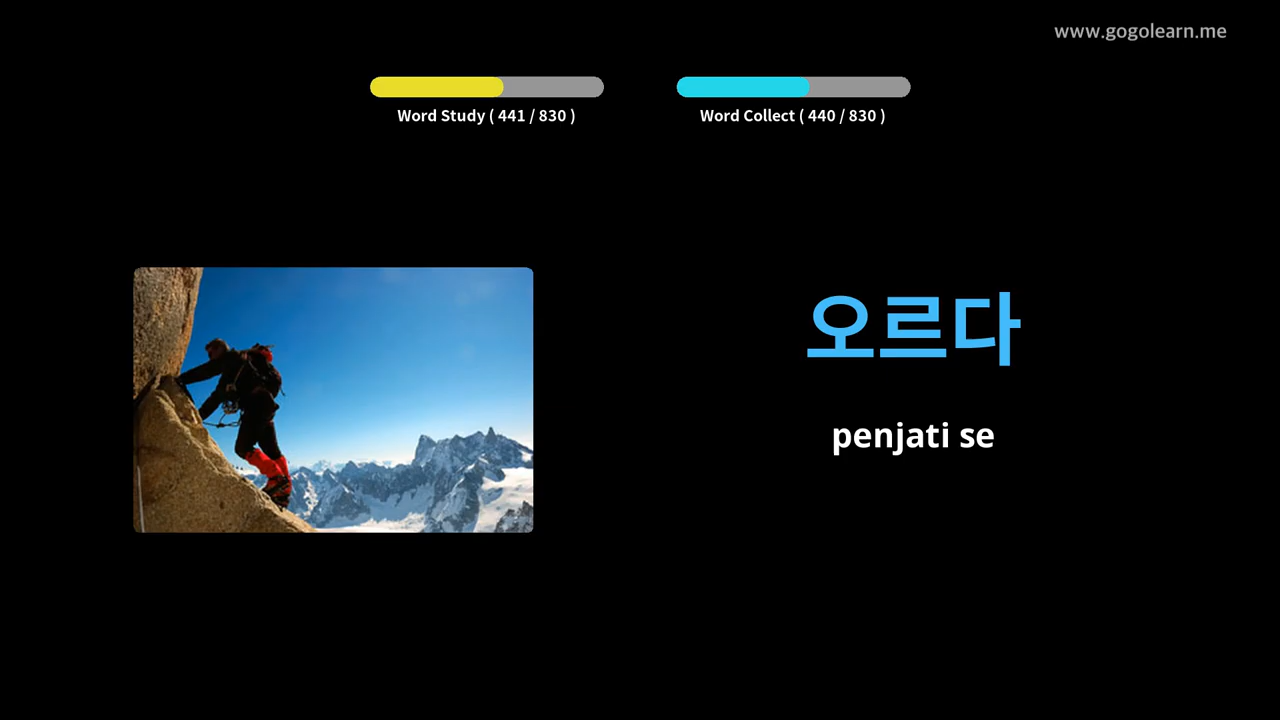 www.gogolearn.me
Word Study ( 441 / 830 )
Word Collect ( 440 / 830 )
오르다
penjati se